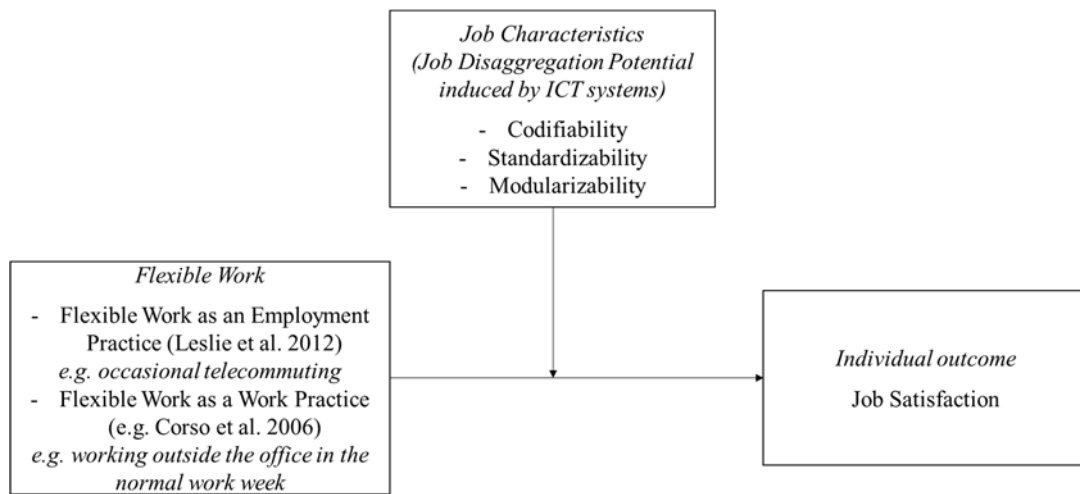 Job Characteristics
(Job Disaggregation Potential
induced by ICT systems)
- Codifiability
- Standardizability
- Modularizability
Flexible Work
- Flexible Work as an Employment
Practice (Leslie et al. 2012)
e.g. occasional telecommuting
- Flexible Work as a Work Practice
(e.g. Corso et al. 2006)
e.g. working outside the office in the
normal work week
Individual outcome
Job Satisfaction